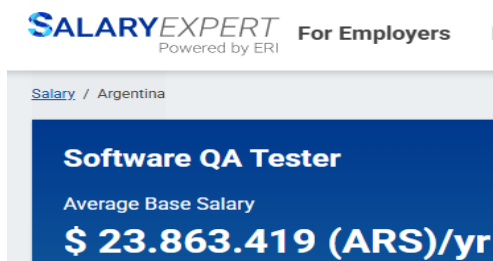 SALARYEXPERT
Powered by ERI
For Employers
Salary / Argentina
Software QA Tester
Average Base Salary
$ 23.863.419 (ARS)/yr